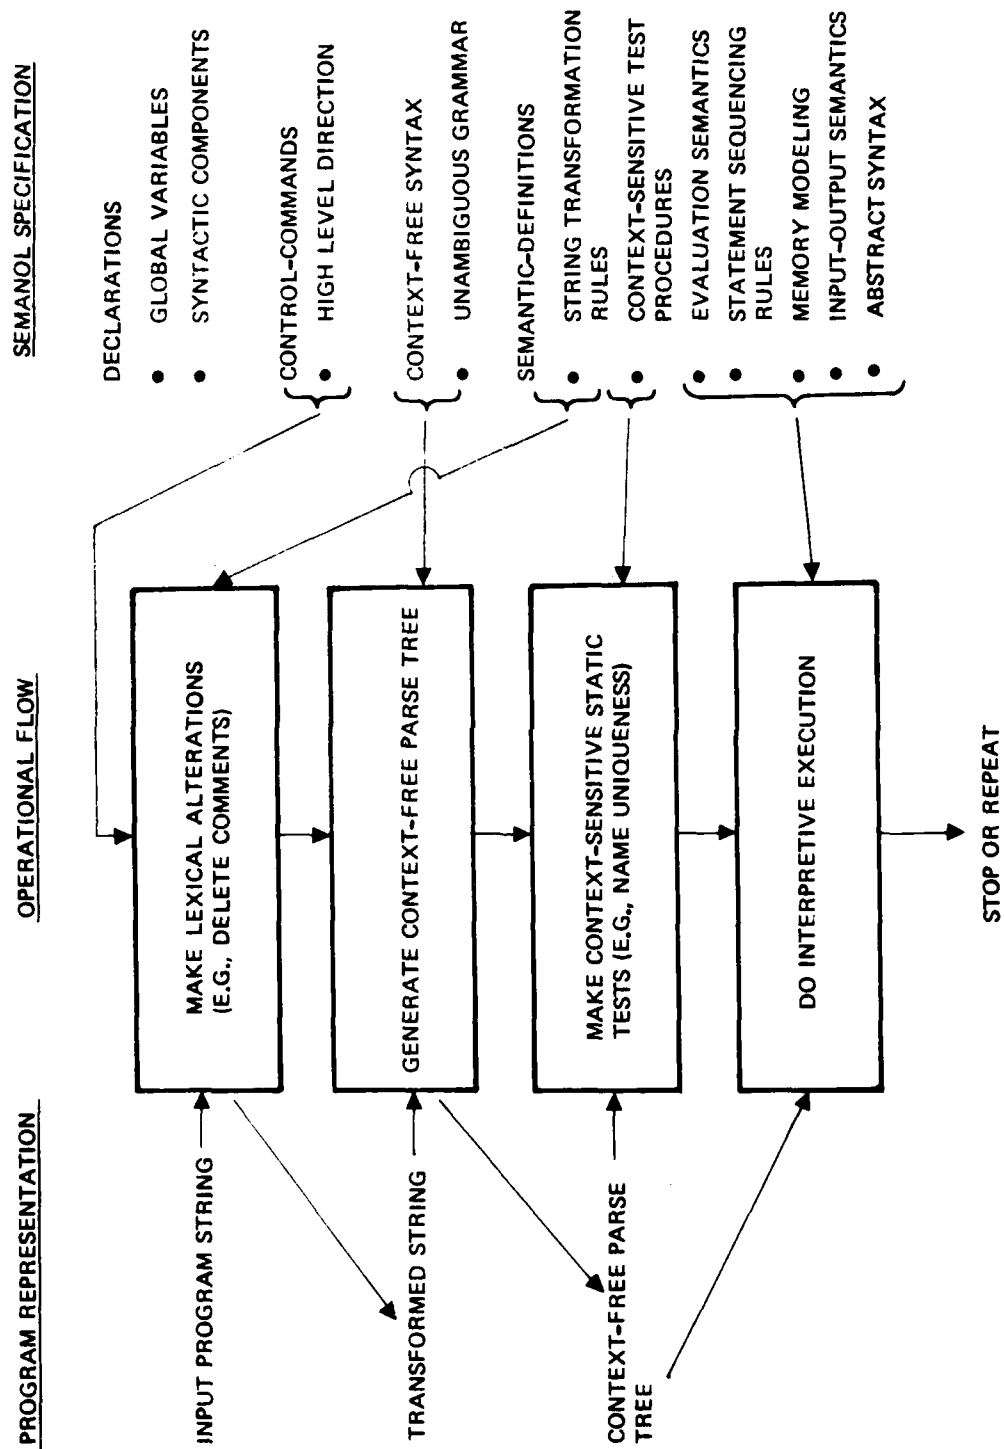 PROGRAM REPRESENTATION
INPUT PROGRAM STRING
TRANSFORMED STRING
CONTEXT-FREE PARSE
TREE
OPERATIONAL FLOW
MAKE LEXICAL ALTERATIONS
(E.G., DELETE COMMENTS)
GENERATE CONTEXT-FREE PARSE TREE
MAKE CONTEXT-SENSITIVE STATIC
TESTS (E.G., NAME UNIQUENESS)
DO INTERPRETIVE EXECUTION
STOP OR REPEAT
SEMANOL SPECIFICATION
DECLARATIONS
• GLOBAL VARIABLES
• SYNTACTIC COMPONENTS
CONTROL-COMMANDS
• HIGH LEVEL DIRECTION
CONTEXT-FREE SYNTAX
• UNAMBIGUOUS GRAMMAR
SEMANTIC-DEFINITIONS
• STRING TRANSFORMATION
RULES
• CONTEXT-SENSITIVE TEST
PROCEDURES
• EVALUATION SEMANTICS
• STATEMENT SEQUENCING
RULES
• MEMORY MODELING
• INPUT-OUTPUT SEMANTICS
• ABSTRACT SYNTAX